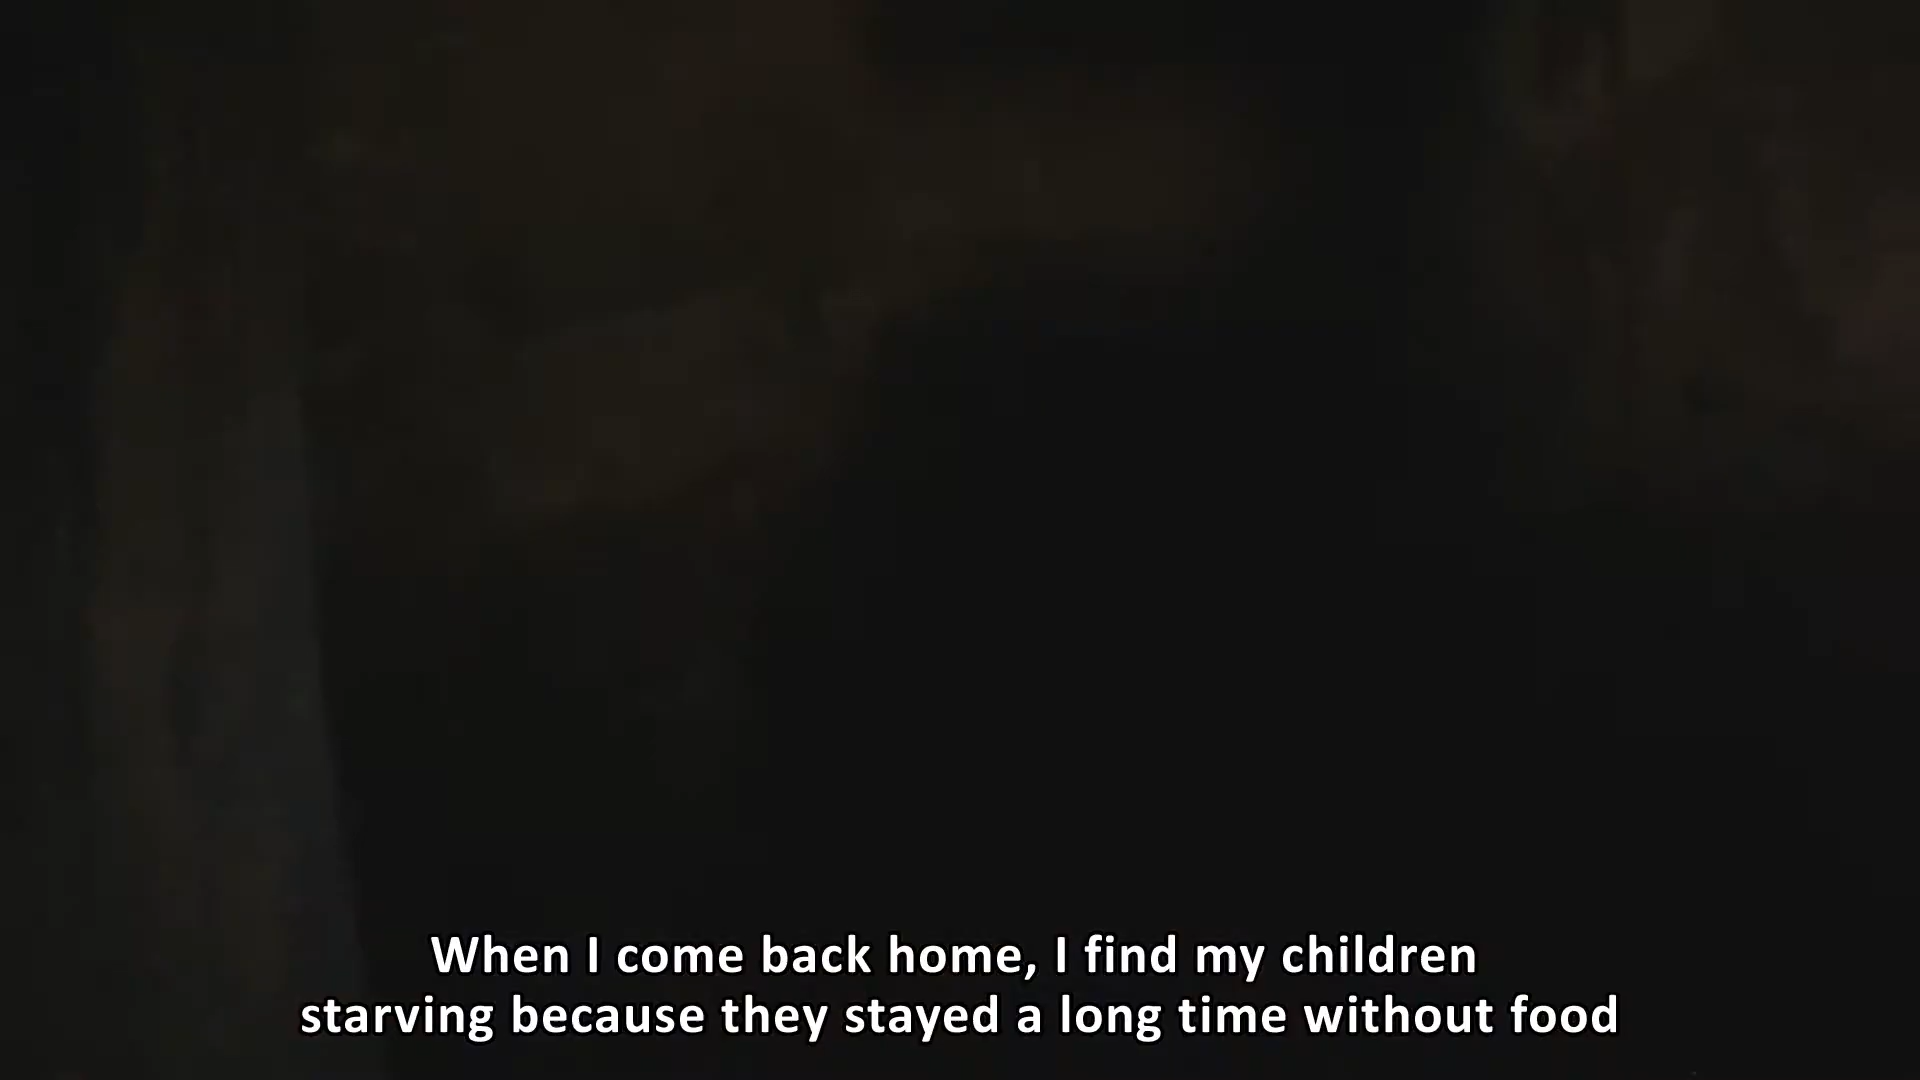 When I come back home, I find my children
starving because they stayed a long time without food